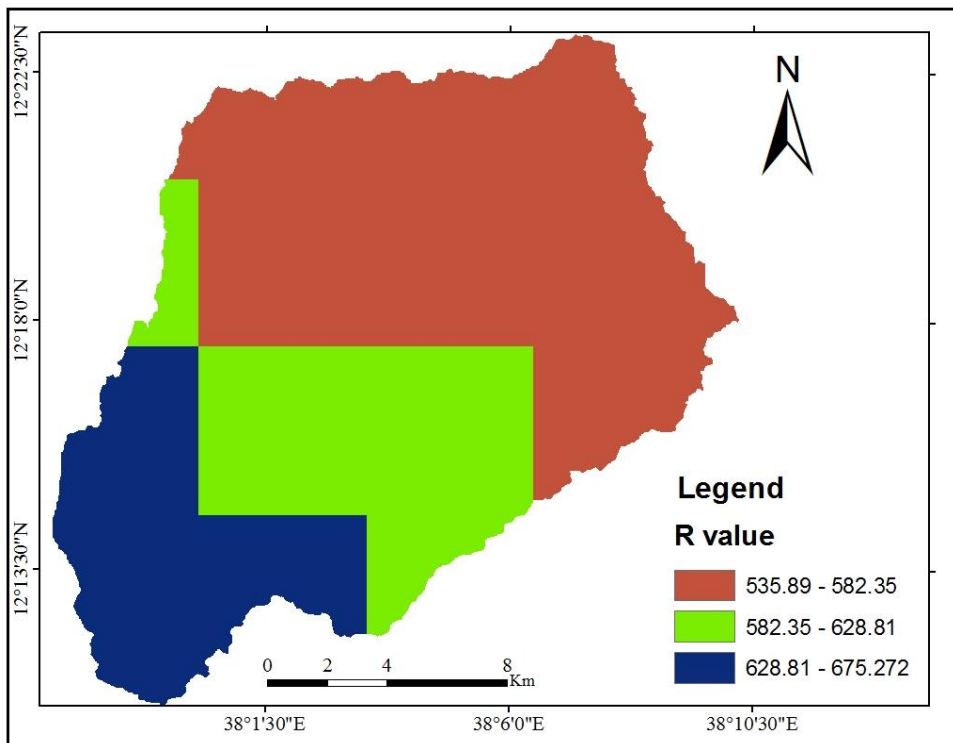 N
12°22'30"N
12°18'0"N
12°13'30"N
Legend
R value
535.89 - 582.35
582.35 - 628.81
628.81 - 675.272
0 2 4 8
Km
38°1'30"E 38°6'0"E 38°10'30"E